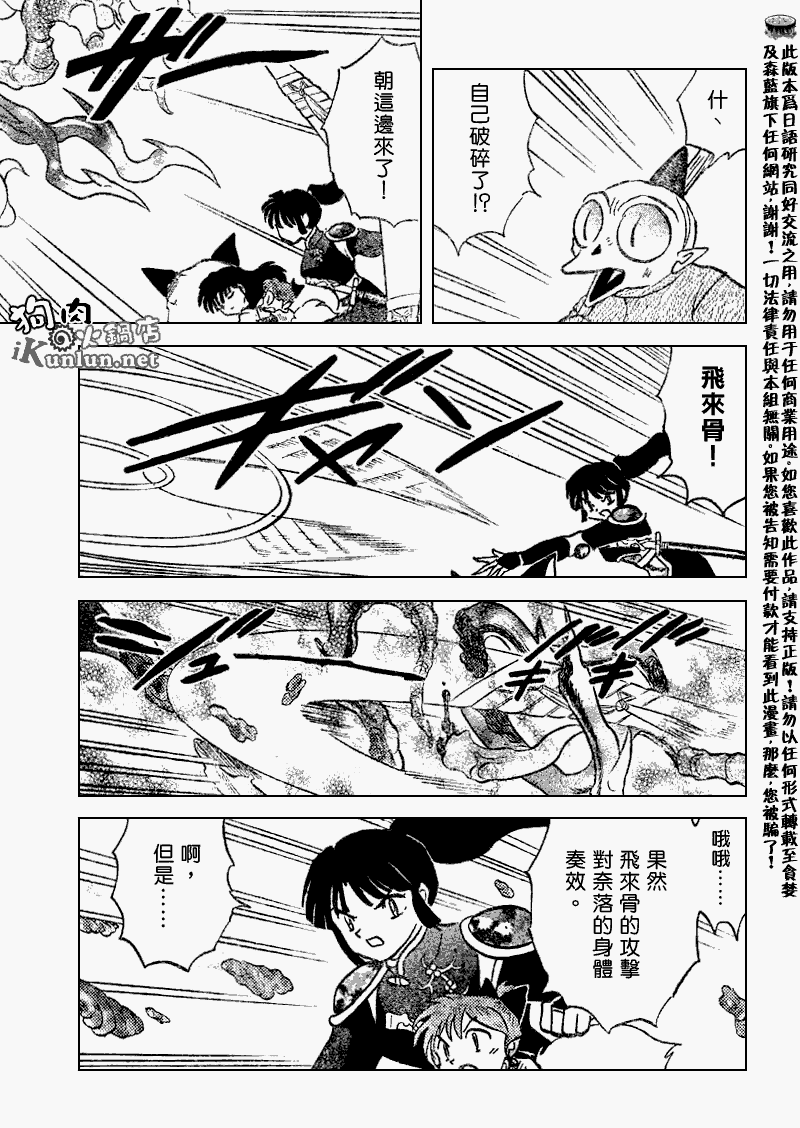 什、
自己破碎了!?
朝這邊來了！
ザー
飛來骨！
ギャン
ジュー
ギギ
哦哦……
果然
飛來骨的攻擊
對奈落的身體
奏效。
啊，
但是……
狗肉
火鍋店
iKunlun.net
此版本爲日語研究同好交流之用，請勿用于任何商業用途。如您喜歡此作品，請支持正版！請勿以任何形式轉載至貪婪
及森藍旗下任何網站，謝謝！一切法律責任與本組無關。如果您被告知需要付款才能看到此漫畫，那麼，您被騙了！